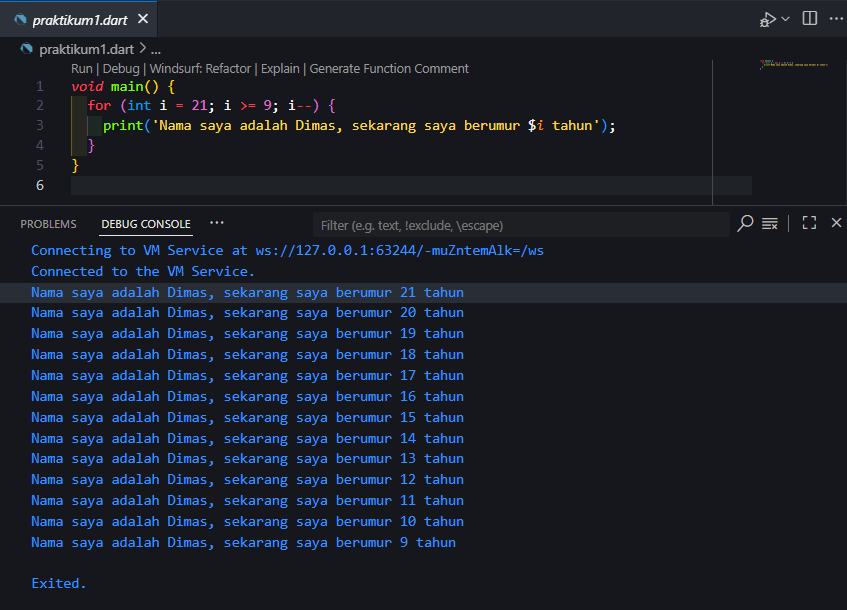 praktikum1.dart
praktikum1.dart > ...
Run | Debug | Windsurf: Refactor | Explain | Generate Function Comment
1 void main() {
2 for (int i = 21; i >= 9; i--) {
3 print('Nama saya adalah Dimas, sekarang saya berumur $i tahun');
4 }
5 }
6
PROBLEMS DEBUG CONSOLE ... Filter (e.g. text, !exclude, \escape)
Connecting to VM Service at ws://127.0.0.1:63244/-muZntemAlk=/ws
Connected to the VM Service.
Nama saya adalah Dimas, sekarang saya berumur 21 tahun
Nama saya adalah Dimas, sekarang saya berumur 20 tahun
Nama saya adalah Dimas, sekarang saya berumur 19 tahun
Nama saya adalah Dimas, sekarang saya berumur 18 tahun
Nama saya adalah Dimas, sekarang saya berumur 17 tahun
Nama saya adalah Dimas, sekarang saya berumur 16 tahun
Nama saya adalah Dimas, sekarang saya berumur 15 tahun
Nama saya adalah Dimas, sekarang saya berumur 14 tahun
Nama saya adalah Dimas, sekarang saya berumur 13 tahun
Nama saya adalah Dimas, sekarang saya berumur 12 tahun
Nama saya adalah Dimas, sekarang saya berumur 11 tahun
Nama saya adalah Dimas, sekarang saya berumur 10 tahun
Nama saya adalah Dimas, sekarang saya berumur 9 tahun
Exited.